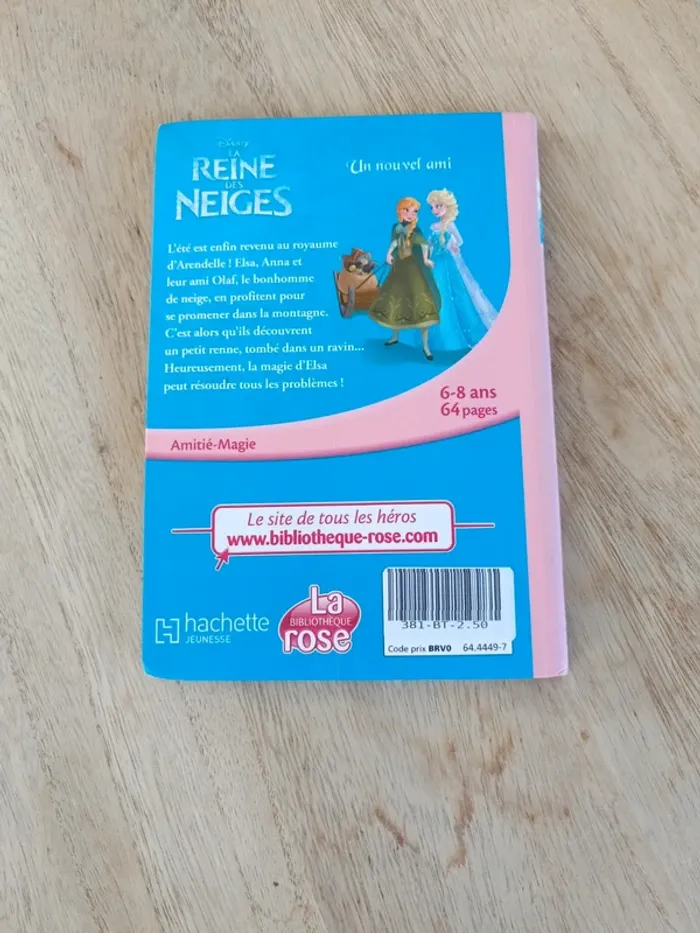 Disney
LA
REINE
DES
NEIGES
Un nouvel ami
L'été est enfin revenu au royaume
d'Arendelle ! Elsa, Anna et
leur ami Olaf, le bonhomme
de neige, en profitent pour
se promener dans la montagne.
C'est alors qu'ils découvrent
un petit renne, tombé dans un ravin...
Heureusement, la magie d'Elsa
peut résoudre tous les problèmes !
6-8 ans
64 pages
Amitié-Magie
Le site de tous les héros
www.bibliotheque-rose.com
hachette
JEUNESSE
La
BIBLIOTHÈQUE
rose
381-BT-2.50
Code prix BRV0 64.4449-7